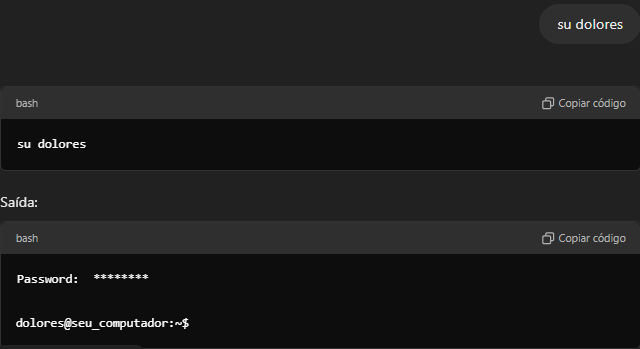 su dolores
bash
Copiar código
su dolores
Saída:
bash
Copiar código
Password:  ********
dolores@seu_computador:~$